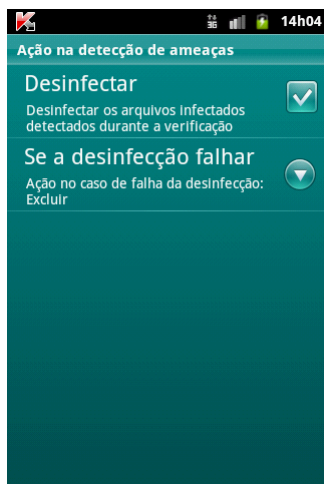 3G 14h04
Ação na detecção de ameaças
Desinfectar
Desinfectar os arquivos infectados
detectados durante a verificação
Se a desinfecção falhar
Ação no caso de falha da desinfecção:
Excluir